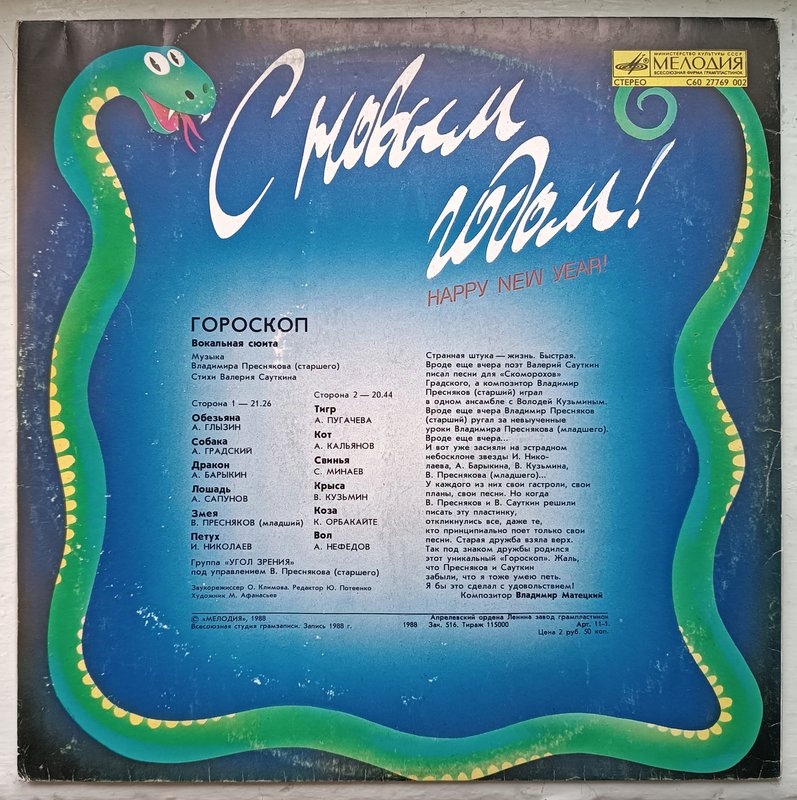 МИНИСТЕРСТВО КУЛЬТУРЫ СССР
МЕЛОДИЯ
ВСЕСОЮЗНАЯ ФИРМА ГРАМПЛАСТИНОК
СТЕРЕО С60 27769 002
С новым
годом!
HAPPY NEW YEAR!
ГОРОСКОП
Вокальная сюита
Музыка
Владимира Преснякова (старшего)
Стихи Валерия Сауткина
Сторона 1 — 21.26
Обезьяна
А. ГЛЫЗИН
Собака
А. ГРАДСКИЙ
Дракон
А. БАРЫКИН
Лошадь
А. САПУНОВ
Змея
В. ПРЕСНЯКОВ (младший)
Петух
И. НИКОЛАЕВ
Сторона 2 — 20.44
Тигр
А. ПУГАЧЕВА
Кот
А. КАЛЬЯНОВ
Свинья
С. МИНАЕВ
Крыса
В. КУЗЬМИН
Коза
К. ОРБАКАЙТЕ
Вол
А. НЕФЕДОВ
Группа «УГОЛ ЗРЕНИЯ»
под управлением В. Преснякова (старшего)
Звукорежиссер О. Климова. Редактор Ю. Потеенко
Художник М. Афанасьев
Странная штука — жизнь. Быстрая.
Вроде еще вчера поэт Валерий Сауткин
писал песни для «Скоморохов»
Градского, а композитор Владимир
Пресняков (старший) играл
в одном ансамбле с Володей Кузьминым.
Вроде еще вчера Владимир Пресняков
(старший) ругал за невыученные
уроки Владимира Преснякова (младшего).
Вроде еще вчера...
И вот уже засияли на эстрадном
небосклоне звезды И. Нико-
лаева, А. Барыкина, В. Кузьмина,
В. Преснякова (младшего)...
У каждого из них свои гастроли, свои
планы, свои песни. Но когда
В. Пресняков и В. Сауткин решили
писать эту пластинку,
откликнулись все, даже те,
кто принципиально поет только свои
песни. Старая дружба взяла верх.
Так под знаком дружбы родился
этот уникальный «Гороскоп». Жаль,
что Пресняков и Сауткин
забыли, что я тоже умею петь.
Я бы это сделал с удовольствием!
Композитор Владимир Матецкий
© «МЕЛОДИЯ», 1988
Всесоюзная студия грамзаписи. Запись 1988 г.
1988
Апрелевский ордена Ленина завод грампластинок
Зак. 516. Тираж 115000 Арт. 11-1.
Цена 2 руб. 50 коп.